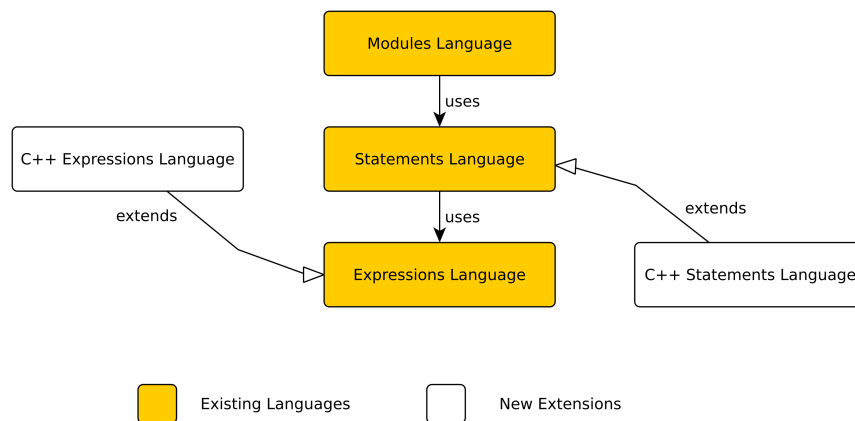 Modules Language
uses
C++ Expressions Language
Statements Language
extends
uses
extends
Expressions Language
C++ Statements Language
Existing Languages
New Extensions